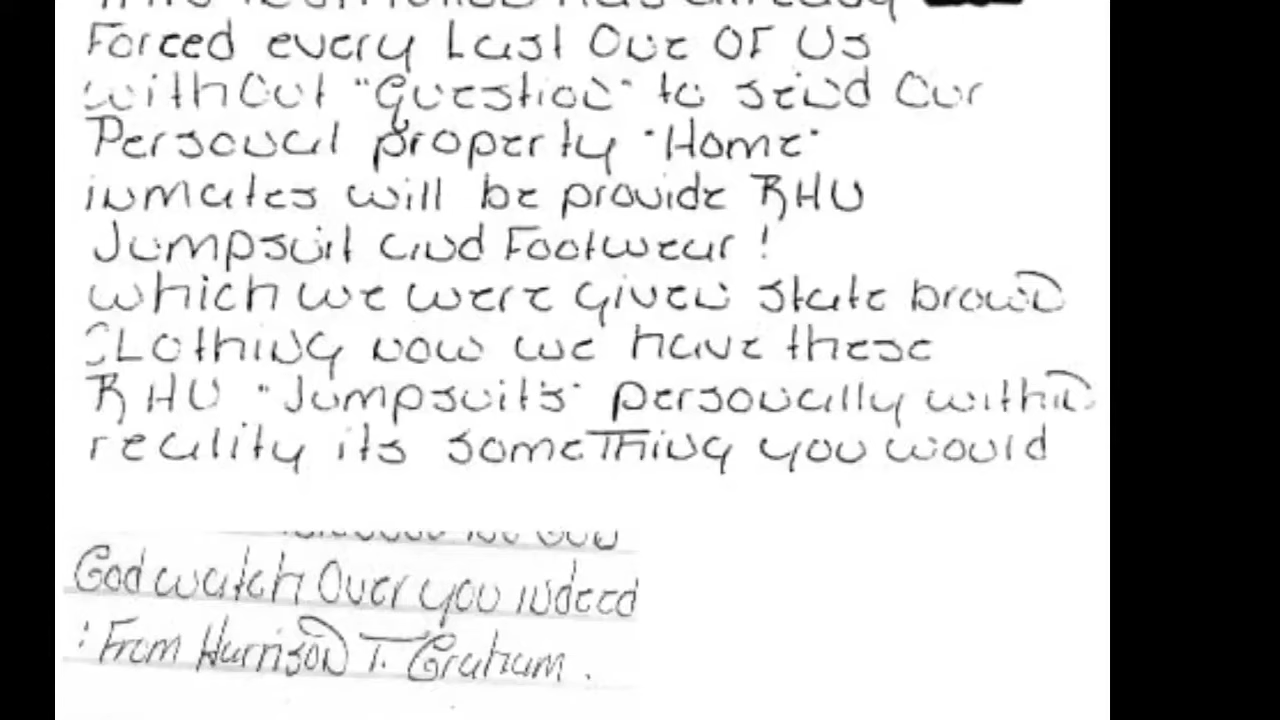 Forced every Last One OF Us
without "Question" to send Our
Personal property "Home"
inmates will be provide RHU
Jumpsuit and Footwear!
which we were given state brown
CLothing now we have these
RHU "Jumpsuits" personally within
reality its something you would
God watch Over you indeed
: From Harrison T. Graham.